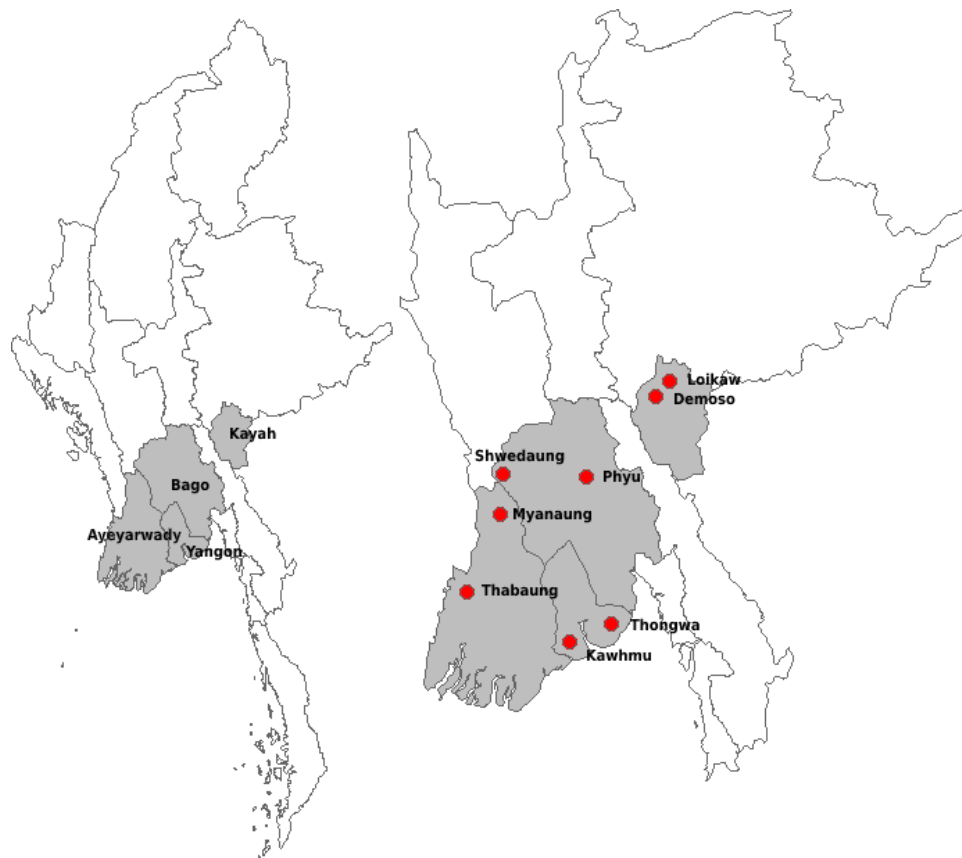 Kayah
Bago
Ayeyarwady
Yangon
Loikaw
Demoso
Shwedaung
Phyu
Myanaung
Thabaung
Thongwa
Kawhmu